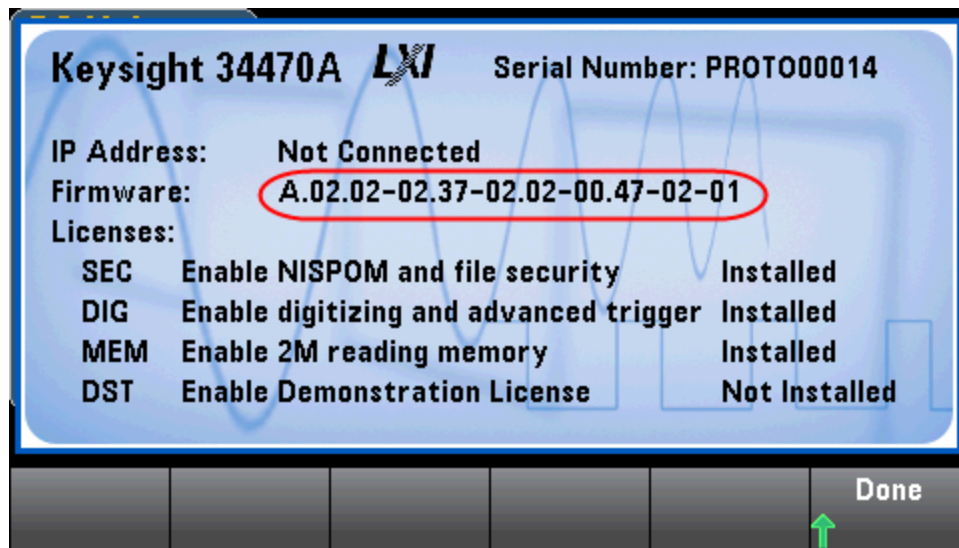 Keysight 34470A LXI Serial Number: PROTO00014
IP Address: Not Connected
Firmware: A.02.02-02.37-02.02-00.47-02-01
Licenses:
SEC Enable NISPOM and file security Installed
DIG Enable digitizing and advanced trigger Installed
MEM Enable 2M reading memory Installed
DST Enable Demonstration License Not Installed
Done